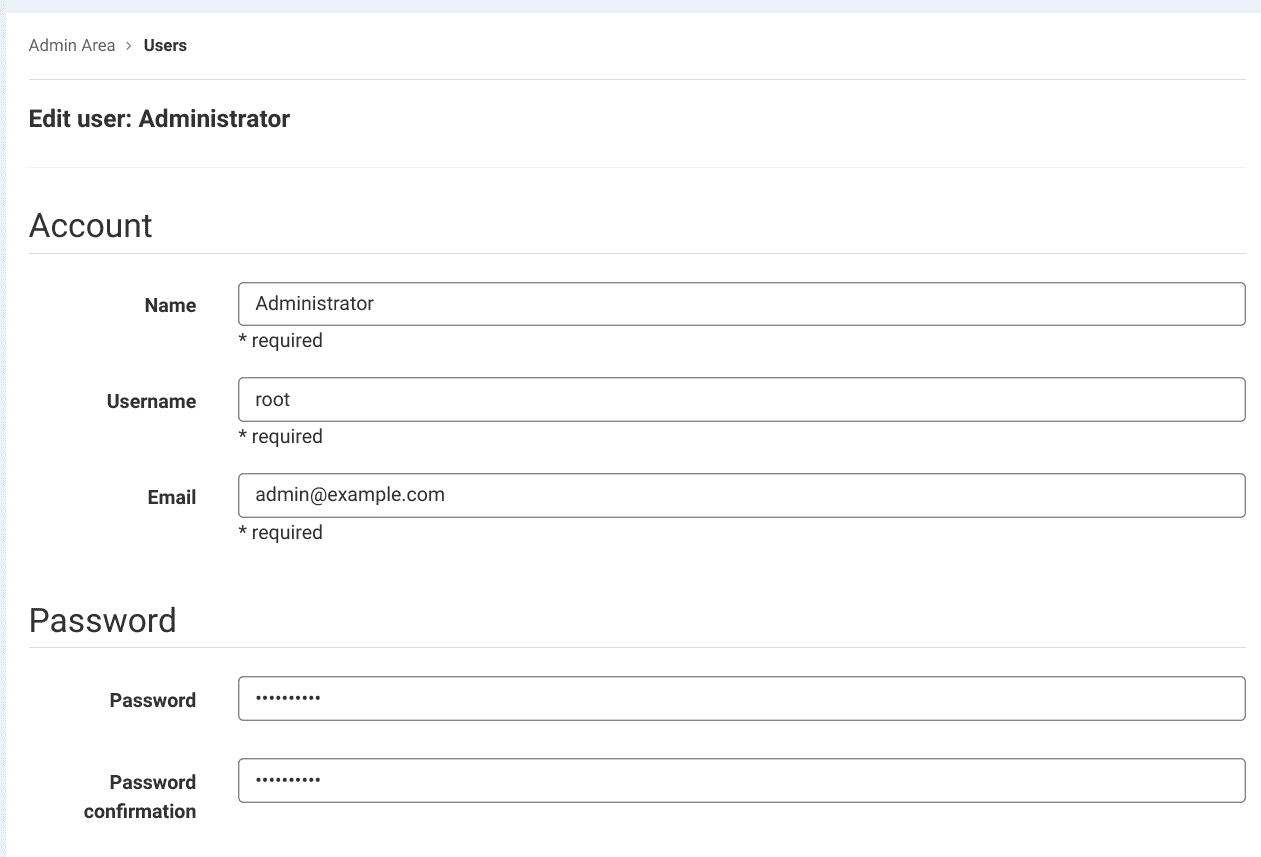 Admin Area > Users
Edit user: Administrator
Account
Name
Administrator
* required
Username
root
* required
Email
admin@example.com
* required
Password
Password
••••••••••
Password
confirmation
••••••••••